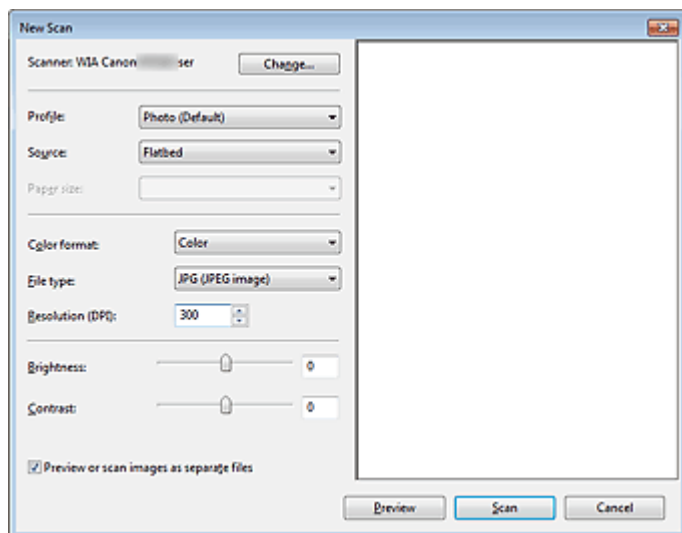 New Scan
Scanner: WIA Canon ser Change...
Profile: Photo (Default)
Source: Flatbed
Paper size:
Color format: Color
File type: JPG (JPEG image)
Resolution (DPI): 300
Brightness: 0
Contrast: 0
Preview or scan images as separate files
Preview Scan Cancel